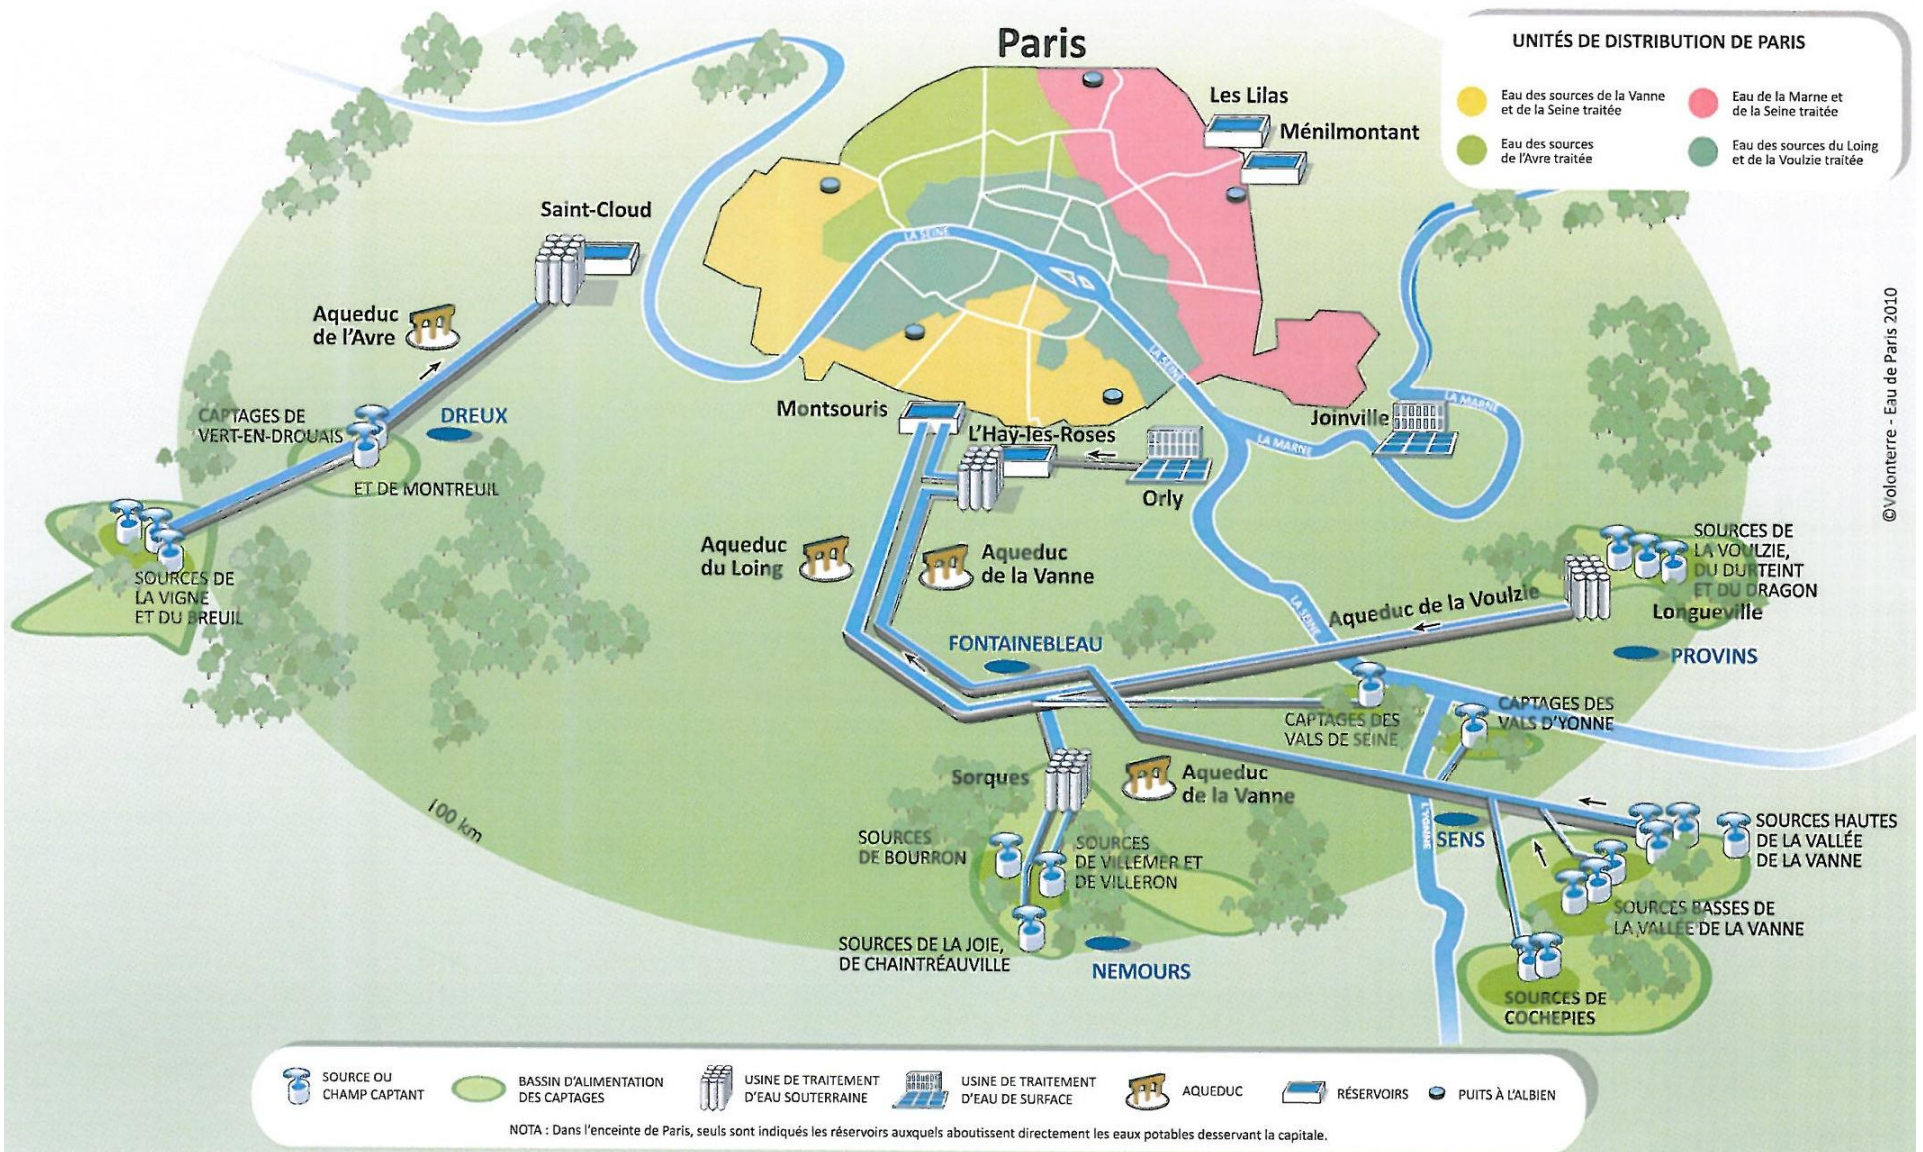 Paris
UNITÉS DE DISTRIBUTION DE PARIS
Eau des sources de la Vanne
et de la Seine traitée
Eau de la Marne et
de la Seine traitée
Eau des sources
de l'Avre traitée
Eau des sources du Loing
et de la Voulzie traitée
Les Lilas
Ménilmontant
Saint-Cloud
LA SEINE
Aqueduc
de l'Avre
LA SEINE
CAPTAGES DE
VERT-EN-DROUAIS
DREUX
ET DE MONTREUIL
Montsouris
L'Haÿ-les-Roses
Orly
Joinville
LA MARNE
LA MARNE
SOURCES DE
LA VIGNE
ET DU BREUIL
Aqueduc
du Loing
Aqueduc
de la Vanne
SOURCES DE
LA VOULZIE,
DU DURTEINT
ET DU DRAGON
Longueville
LA SEINE
Aqueduc de la Voulzie
FONTAINEBLEAU
PROVINS
CAPTAGES DES
VALS DE SEINE
CAPTAGES DES
VALS D'YONNE
Sorques
Aqueduc
de la Vanne
100 km
SOURCES
DE BOURRON
SOURCES
DE VILLEMER ET
DE VILLERON
L'YONNE
SENS
SOURCES HAUTES
DE LA VALLÉE
DE LA VANNE
SOURCES BASSES DE
LA VALLÉE DE LA VANNE
SOURCES DE LA JOIE,
DE CHAINTRÉAUVILLE
NEMOURS
SOURCES DE
COCHEPIES
©Volonterre - Eau de Paris 2010
SOURCE OU
CHAMP CAPTANT
BASSIN D'ALIMENTATION
DES CAPTAGES
USINE DE TRAITEMENT
D'EAU SOUTERRAINE
USINE DE TRAITEMENT
D'EAU DE SURFACE
AQUEDUC
RÉSERVOIRS
PUITS À L'ALBIEN
NOTA : Dans l'enceinte de Paris, seuls sont indiqués les réservoirs auxquels aboutissent directement les eaux potables desservant la capitale.